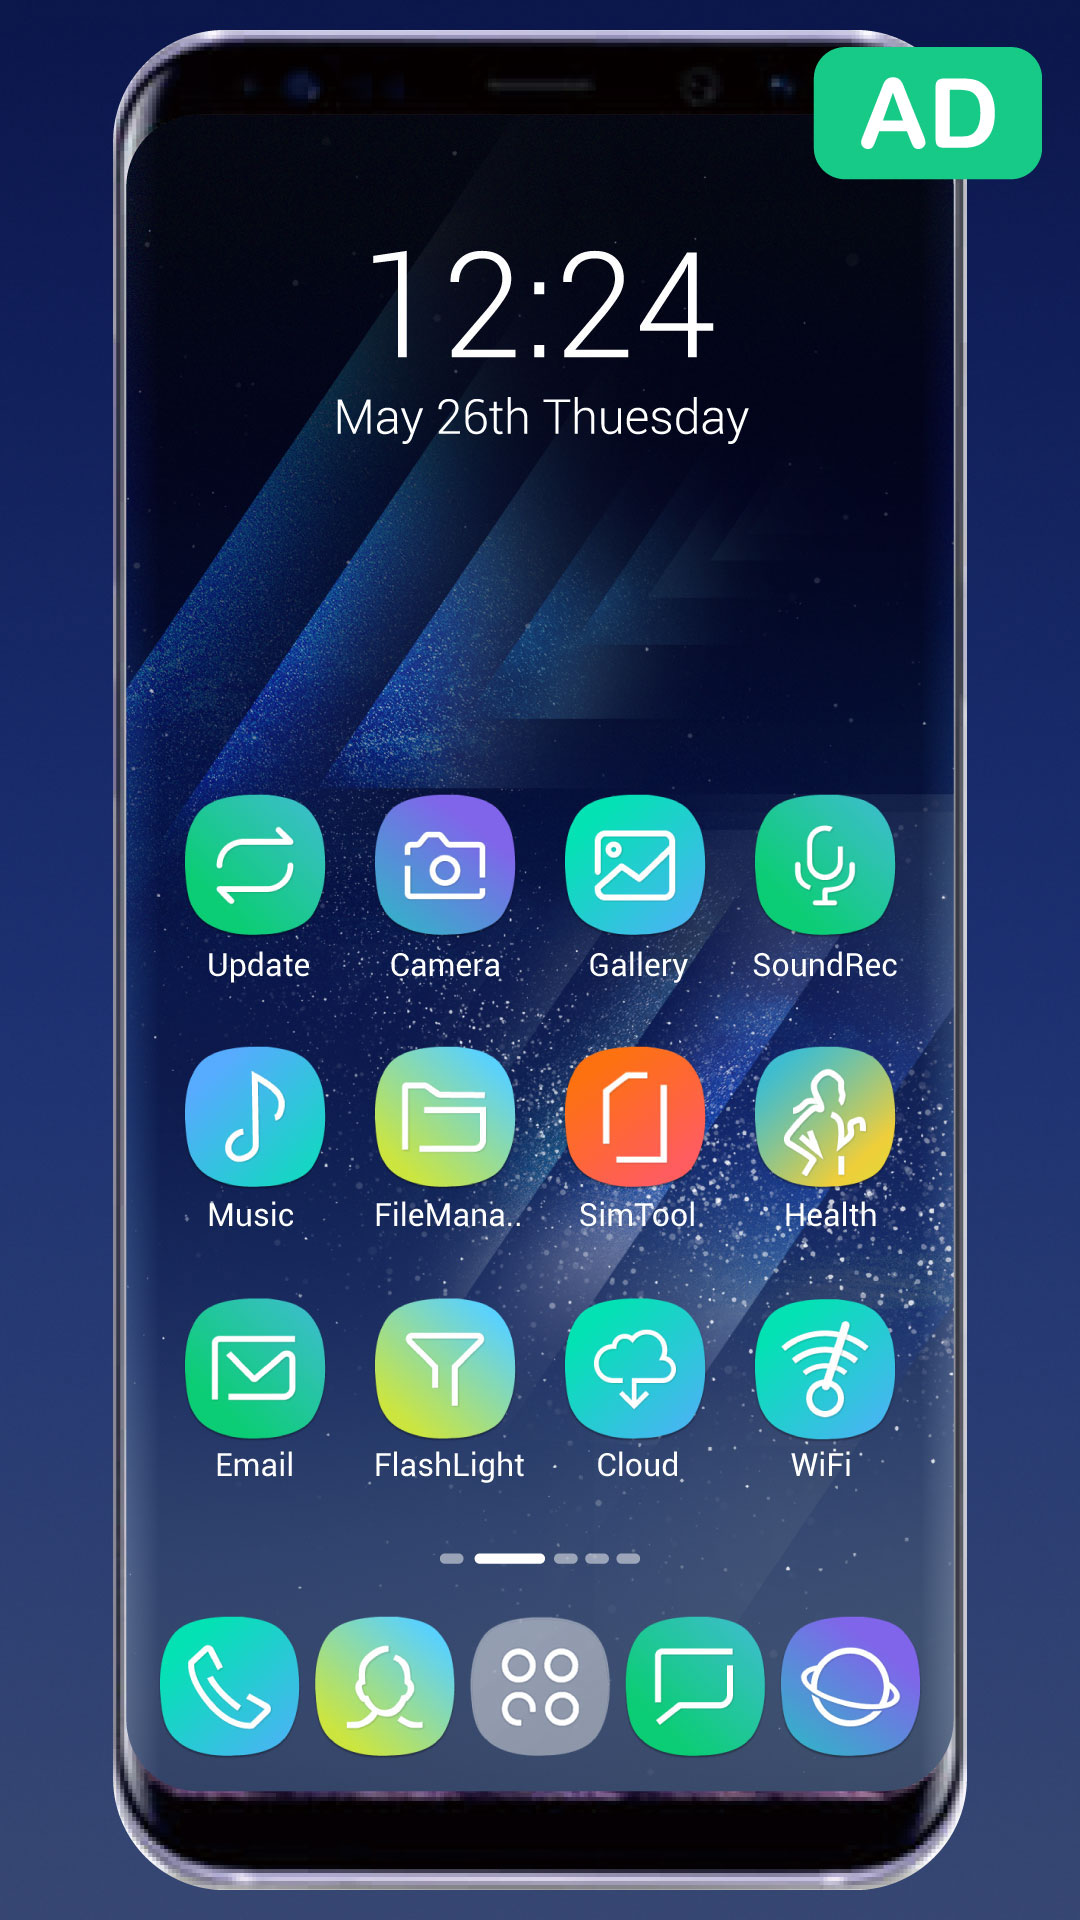 AD
12:24
May 26th Thuesday
Update Camera Gallery SoundRec
Music FileMana.. SimTool Health
Email FlashLight Cloud WiFi